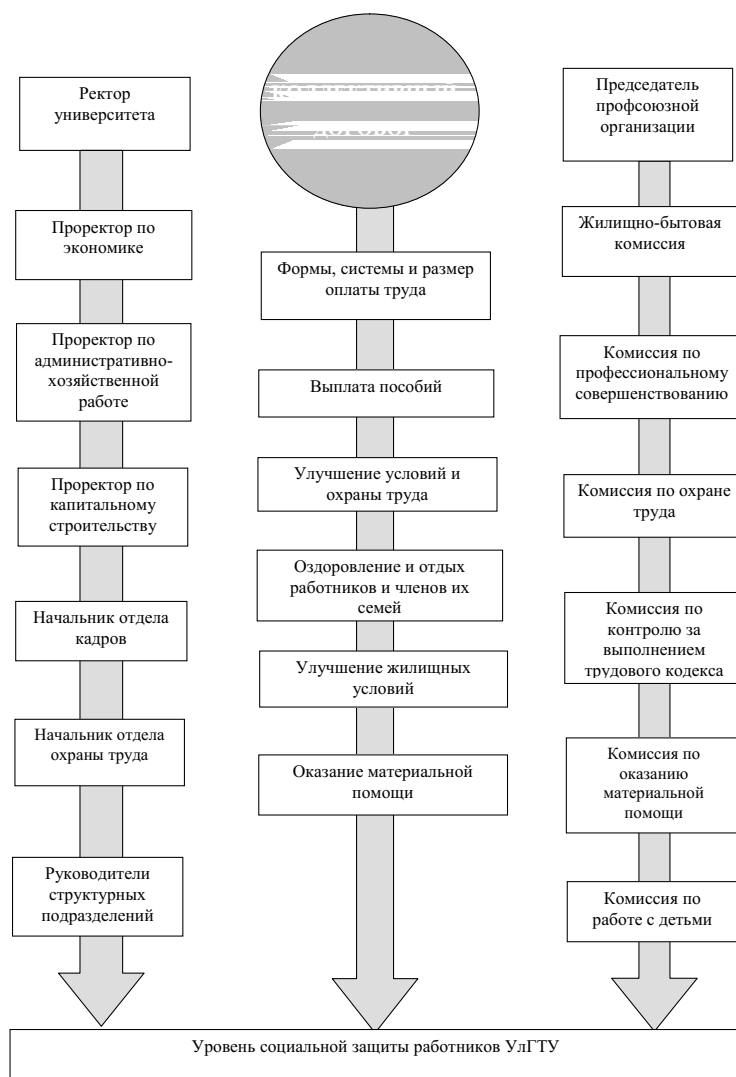 Ректор
университета
Проректор по
экономике
Проректор по
административно-
хозяйственной
работе
Проректор по
капитальному
строительству
Начальник отдела
кадров
Начальник отдела
охраны труда
Руководители
структурных
подразделений
Формы, системы и размер
оплаты труда
Выплата пособий
Улучшение условий и
охраны труда
Оздоровление и отдых
работников и членов их
семей
Улучшение жилищных
условий
Оказание материальной
помощи
Председатель
профсоюзной
организации
Жилищно-бытовая
комиссия
Комиссия по
профессиональному
совершенствованию
Комиссия по охране
труда
Комиссия по
контролю за
выполнением
трудового кодекса
Комиссия по
оказанию
материальной
помощи
Комиссия по
работе с детьми
Уровень социальной защиты работников УлГТУ